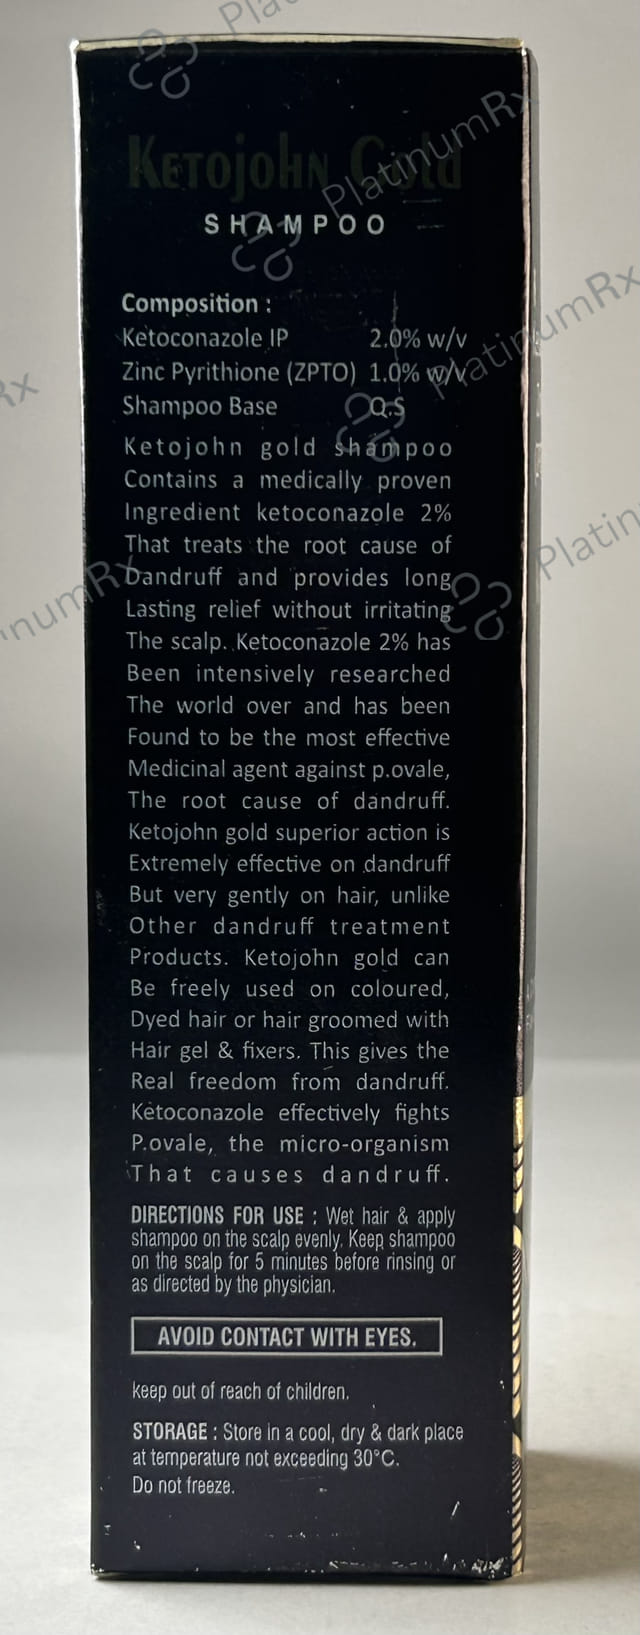 PlatinumRx
KETOJOHN Gold
PlatinumRx
SHAMPOO
PlatinumRx
Composition :
Ketoconazole IP 2.0% w/v
Zinc Pyrithione (ZPTO) 1.0% w/v
Rx
Shampoo Base Q.S
Ketojohn gold shampoo
Contains a medically proven
Ingredient ketoconazole 2%
That treats the root cause of
Platin
Dandruff and provides long
numRx
Lasting relief without irritating
The scalp. Ketoconazole 2% has
Been intensively researched
The world over and has been
Found to be the most effective
Medicinal agent against p.ovale,
The root cause of dandruff.
Ketojohn gold superior action is
Extremely effective on dandruff
But very gently on hair, unlike
Other dandruff treatment
Products. Ketojohn gold can
Be freely used on coloured,
Dyed hair or hair groomed with
Hair gel & fixers. This gives the
Real freedom from dandruff.
Ketoconazole effectively fights
P.ovale, the micro-organism
That causes dandruff.
DIRECTIONS FOR USE : Wet hair & apply
shampoo on the scalp evenly. Keep shampoo
on the scalp for 5 minutes before rinsing or
as directed by the physician.
AVOID CONTACT WITH EYES.
keep out of reach of children.
STORAGE : Store in a cool, dry & dark place
at temperature not exceeding 30°C.
Do not freeze.